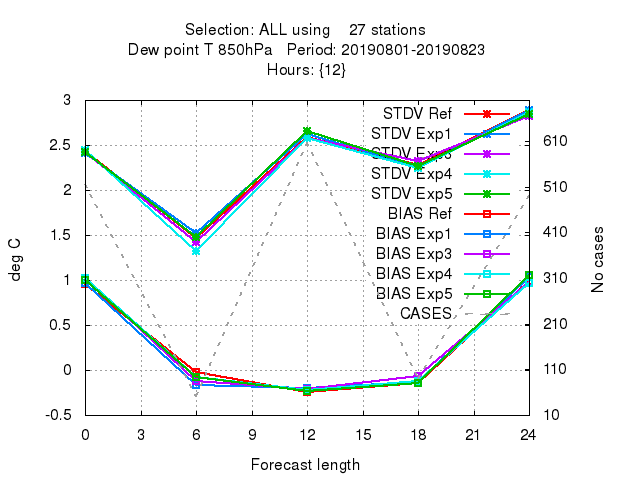 Selection: ALL using 27 stations
Dew point T 850hPa Period: 20190801-20190823
Hours: {12}
3
2.5
2
1.5
1
0.5
0
-0.5
deg C
STDV Ref
STDV Exp1
STDV Exp3
STDV Exp4
STDV Exp5
BIAS Ref
BIAS Exp1
BIAS Exp3
BIAS Exp4
BIAS Exp5
CASES
610
510
410
310
210
110
10
No cases
0 3 6 9 12 15 18 21 24
Forecast length